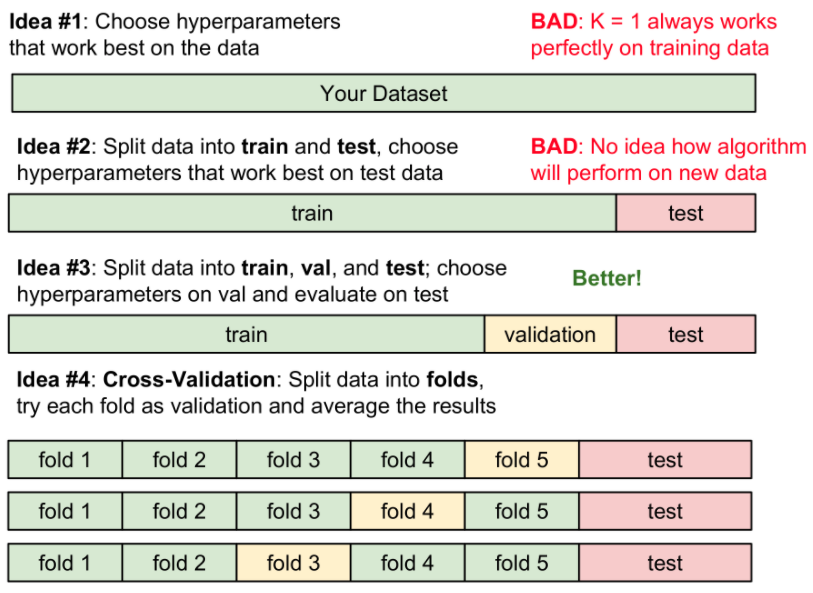 Idea #1: Choose hyperparameters
that work best on the data
BAD: K = 1 always works
perfectly on training data
Your Dataset
Idea #2: Split data into train and test, choose
hyperparameters that work best on test data
BAD: No idea how algorithm
will perform on new data
train test
Idea #3: Split data into train, val, and test; choose
hyperparameters on val and evaluate on test
Better!
train validation test
Idea #4: Cross-Validation: Split data into folds,
try each fold as validation and average the results
fold 1 fold 2 fold 3 fold 4 fold 5 test
fold 1 fold 2 fold 3 fold 4 fold 5 test
fold 1 fold 2 fold 3 fold 4 fold 5 test